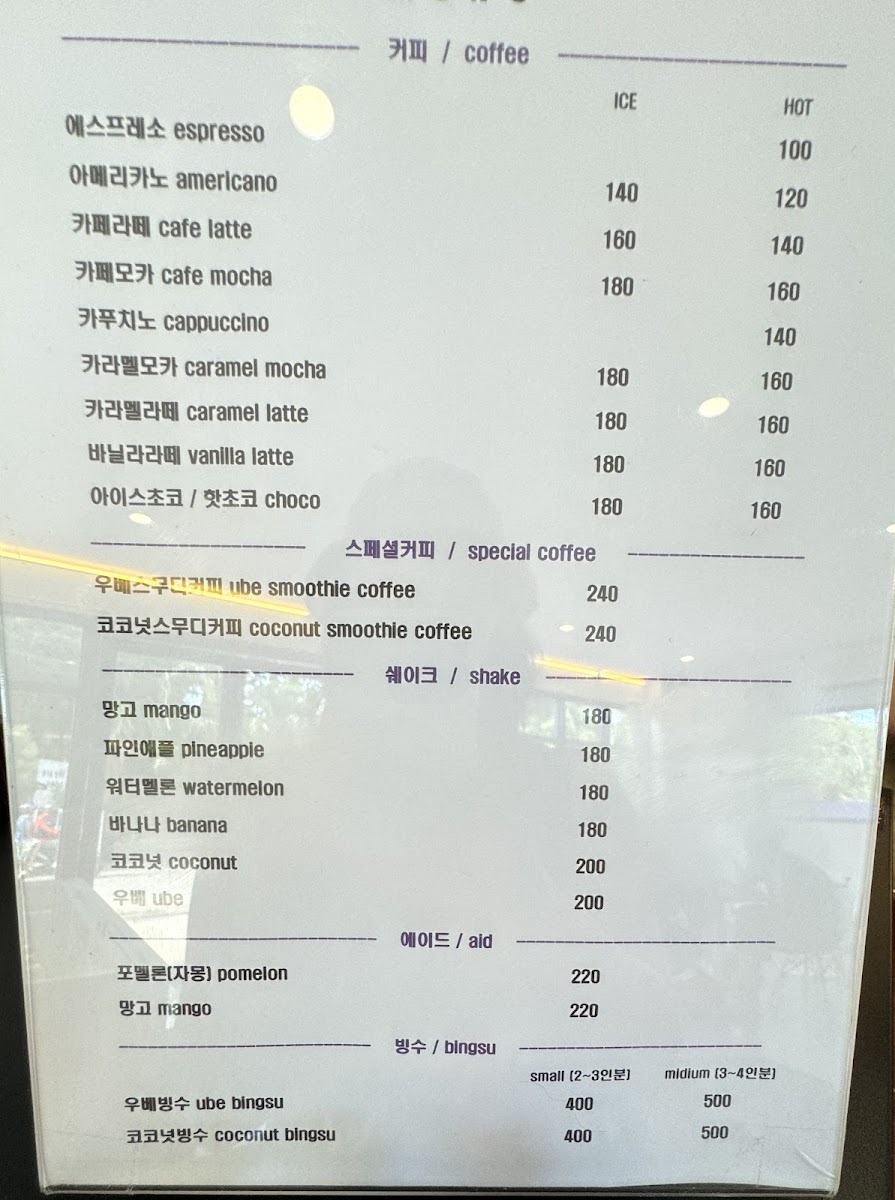 커피 / coffee
ICE HOT
에스프레소 espresso 100
아메리카노 americano 140 120
카페라떼 cafe latte 160 140
카페모카 cafe mocha 180 160
카푸치노 cappuccino 140
카라멜모카 caramel mocha 180 160
카라멜라떼 caramel latte 180 160
바닐라라떼 vanilla latte 180 160
아이스초코 / 핫초코 choco 180 160
스페셜커피 / special coffee
우베스무디커피 ube smoothie coffee 240
코코넛스무디커피 coconut smoothie coffee 240
쉐이크 / shake
망고 mango 180
파인애플 pineapple 180
워터멜론 watermelon 180
바나나 banana 180
코코넛 coconut 200
우베 ube 200
에이드 / aid
포멜론(자몽) pomelon 220
망고 mango 220
빙수 / bingsu
small (2~3인분) midium (3~4인분)
우베빙수 ube bingsu 400 500
코코넛빙수 coconut bingsu 400 500